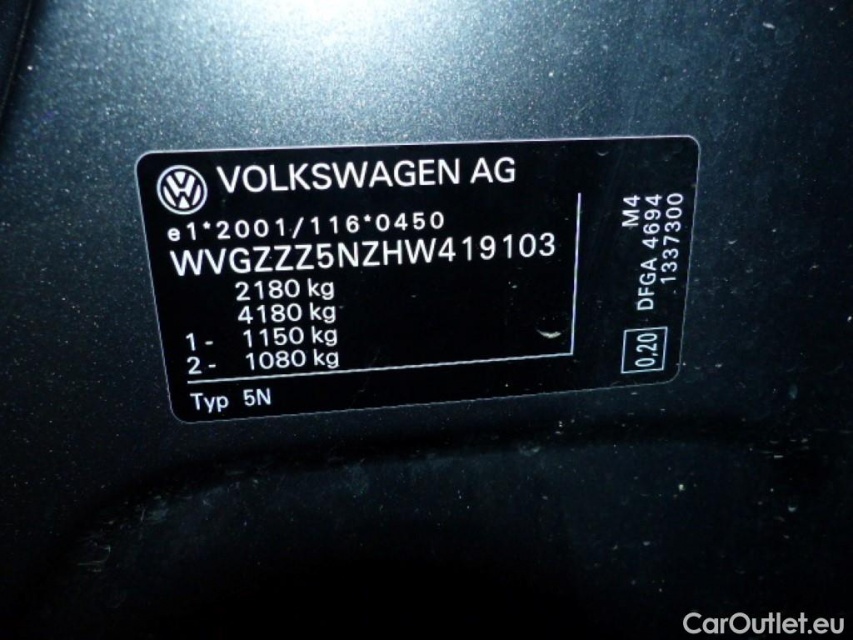 VOLKSWAGEN AG
e1*2001/116*0450
WVGZZZ5NZHW419103
2180 kg
4180 kg
1 - 1150 kg
2 - 1080 kg
Typ 5N
M4
DFGA 4694
1337300
0,20
CarOutlet.eu